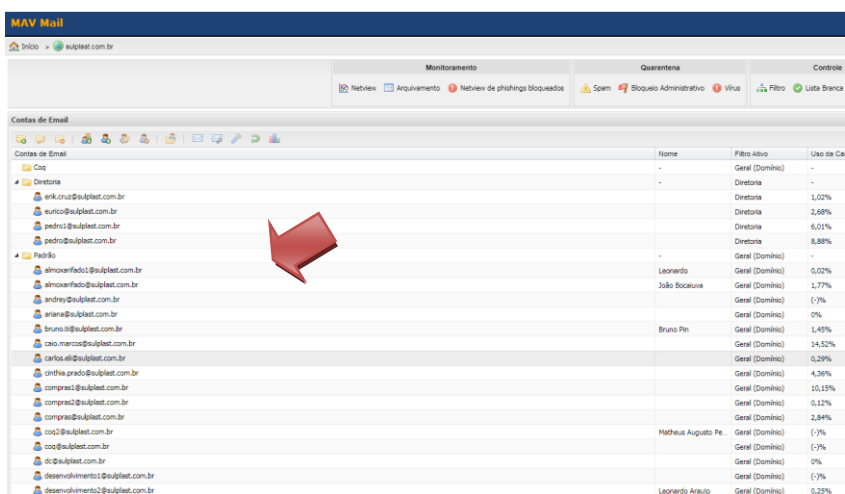 MAV Mail
Início » sulplast.com.br
Monitoramento Quarentena Controle
Netview Arquivamento Netview de phishings bloqueados Spam Bloqueio Administrativo Vírus Filtro Lista Branca
Contas de Email
Contas de Email Nome Filtro Ativo Uso da Ca
Coq - Geral (Domínio) -
Diretoria - Diretoria -
erik.cruz@sulplast.com.br Diretoria 1,02%
eurico@sulplast.com.br Diretoria 2,68%
pedro1@sulplast.com.br Diretoria 6,01%
pedro@sulplast.com.br Diretoria 8,88%
Padrão - Geral (Domínio) -
almoxarifado1@sulplast.com.br Leonardo Geral (Domínio) 0,02%
almoxarifado@sulplast.com.br João Bocaiuva Geral (Domínio) 1,77%
andrey@sulplast.com.br Geral (Domínio) (-)%
ariana@sulplast.com.br Geral (Domínio) 0%
bruno.ti@sulplast.com.br Bruno Pin Geral (Domínio) 1,45%
caio.marcos@sulplast.com.br Geral (Domínio) 14,52%
carlos.eli@sulplast.com.br Geral (Domínio) 0,29%
cinthia.prado@sulplast.com.br Geral (Domínio) 4,36%
compras1@sulplast.com.br Geral (Domínio) 10,15%
compras2@sulplast.com.br Geral (Domínio) 0,12%
compras@sulplast.com.br Geral (Domínio) 2,84%
coq2@sulplast.com.br Matheus Augusto Pe... Geral (Domínio) (-)%
coq@sulplast.com.br Geral (Domínio) (-)%
dc@sulplast.com.br Geral (Domínio) 0%
desenvolvimento1@sulplast.com.br Geral (Domínio) (-)%
desenvolvimento2@sulplast.com.br Leonardo Araulo Geral (Domínio) 0,25%